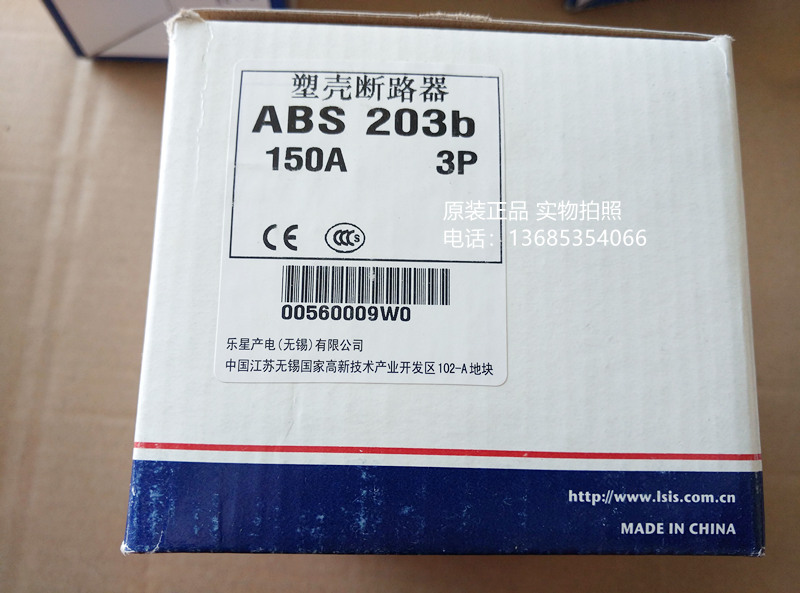 塑壳断路器
ABS 203b
150A 3P
原装正品 实物拍照
电话：13685354066
CE CCC S
00560009W0
乐星产电(无锡)有限公司
中国江苏无锡国家高新技术产业开发区102-A地块
http://www.lsis.com.cn
MADE IN CHINA